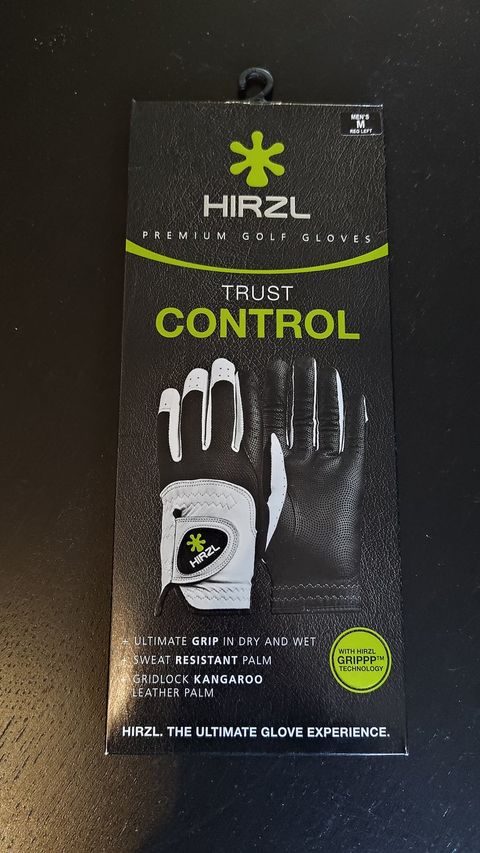 MEN'S
M
REG LEFT
HIRZL
PREMIUM GOLF GLOVES
TRUST
CONTROL
HIRZL
+ ULTIMATE GRIP IN DRY AND WET
+ SWEAT RESISTANT PALM
+ GRIDLOCK KANGAROO
LEATHER PALM
WITH HIRZL
GRIPPP™
TECHNOLOGY
HIRZL. THE ULTIMATE GLOVE EXPERIENCE.